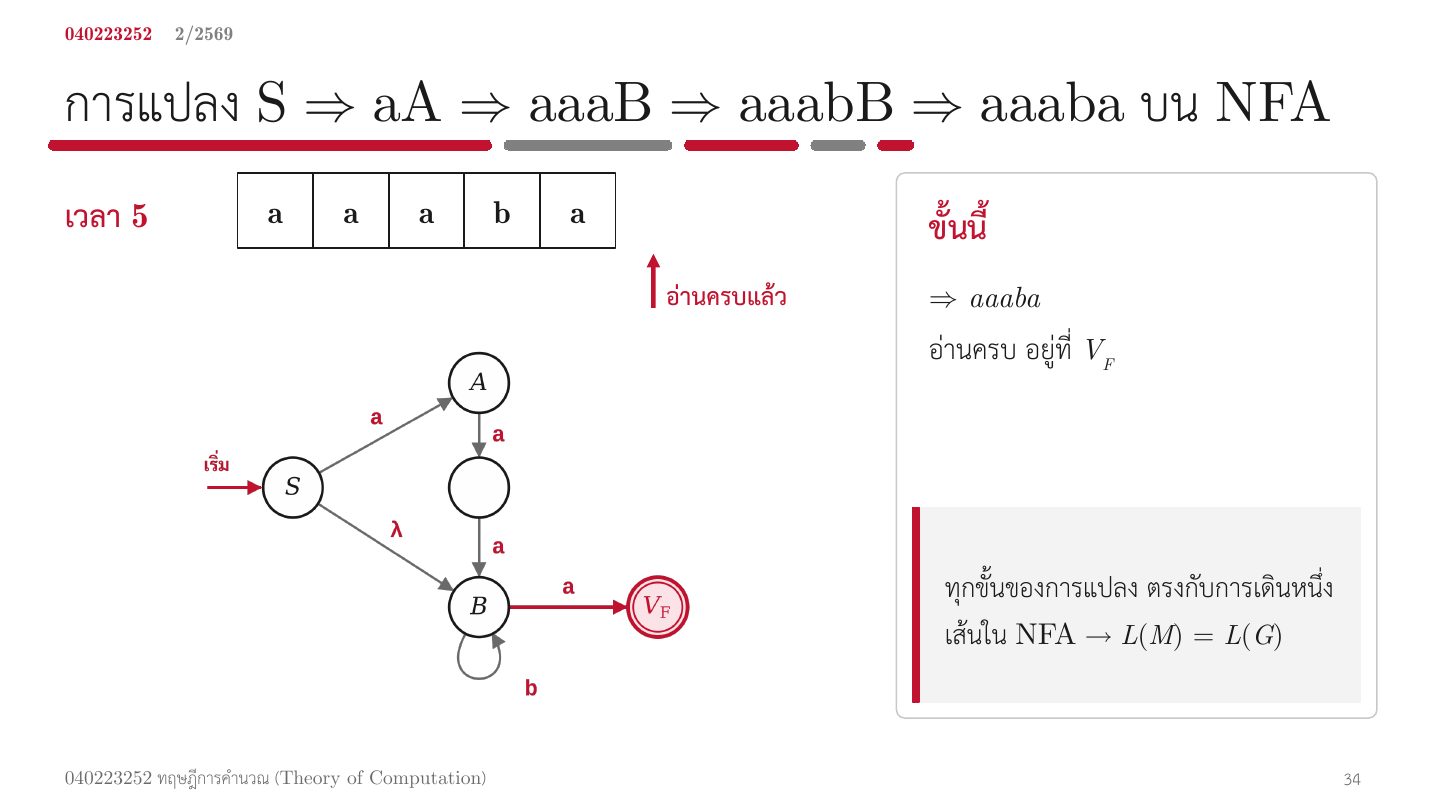 040223252 2/2569
การแปลง S ⇒ aA ⇒ aaaB ⇒ aaabB ⇒ aaaba บน NFA
เวลา 5
a a a b a
อ่านครบแล้ว
A
a
a
เริ่ม
S
λ
a
a
B
V_F
b
ขั้นนี้
⇒ aaaba
อ่านครบ อยู่ที่ V_F
ทุกขั้นของการแปลง ตรงกับการเดินหนึ่ง
เส้นใน NFA → L(M) = L(G)
040223252 ทฤษฎีการคำนวณ (Theory of Computation)
34